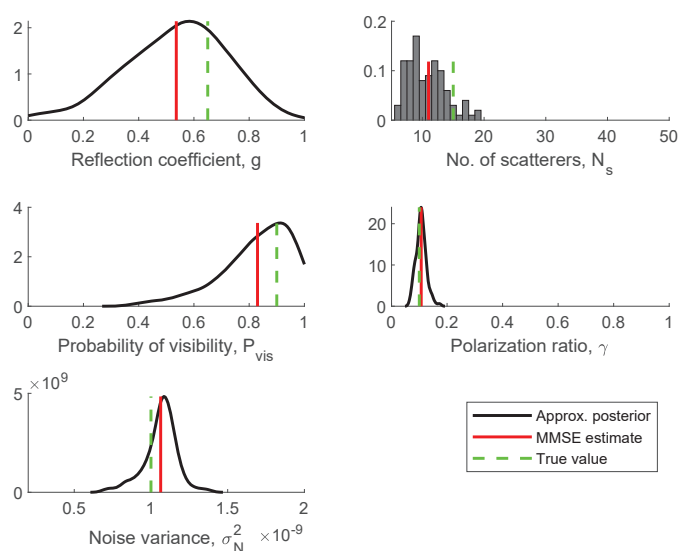 2
1
0
0 0.2 0.4 0.6 0.8 1
Reflection coefficient, g
0.2
0.1
0
10 20 30 40 50
No. of scatterers, N_s
4
2
0
0 0.2 0.4 0.6 0.8 1
Probability of visibility, P_vis
20
10
0
0 0.2 0.4 0.6 0.8 1
Polarization ratio, γ
×10^9
5
0
0.5 1 1.5 2
Noise variance, σ_N^2 ×10^-9
Approx. posterior
MMSE estimate
True value